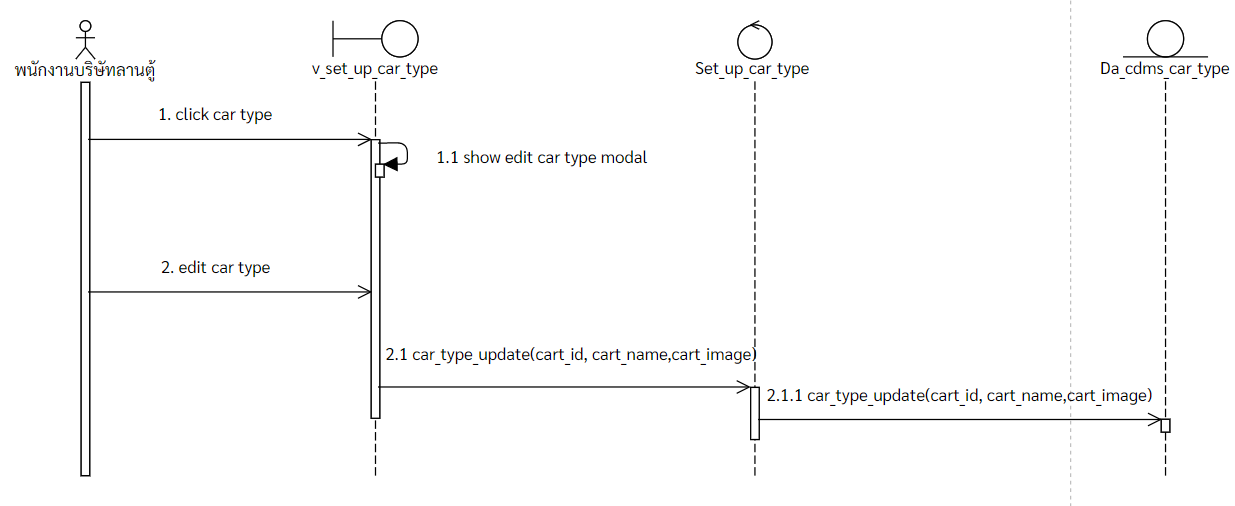 พนักงานบริษัทลานตู้
v_set_up_car_type
Set_up_car_type
Da_cdms_car_type
1. click car type
1.1 show edit car type modal
2. edit car type
2.1 car_type_update(cart_id, cart_name,cart_image)
2.1.1 car_type_update(cart_id, cart_name,cart_image)